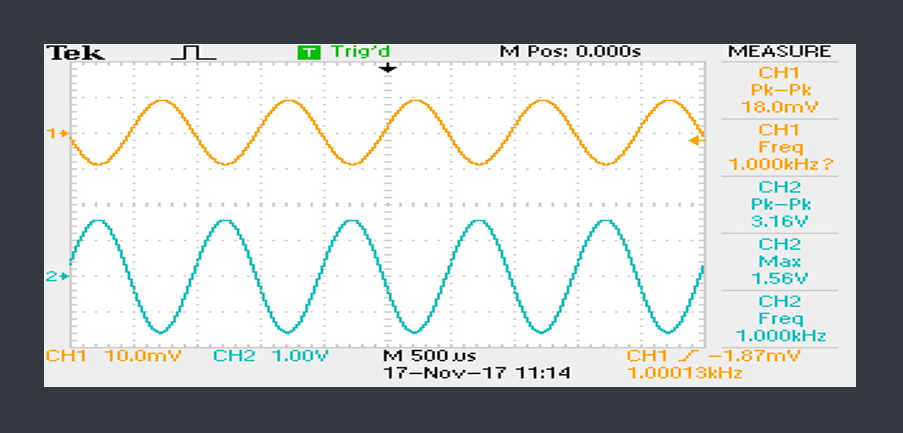 Tek T Trig'd M Pos: 0.000s MEASURE
CH1
Pk-Pk
18.0mV
1
CH1
Freq
1.000kHz?
CH2
Pk-Pk
3.16V
2
CH2
Max
1.56V
CH2
Freq
1.000kHz
CH1 10.0mV CH2 1.00V M 500µs CH1 -1.87mV
17-Nov-17 11:14 1.00013kHz